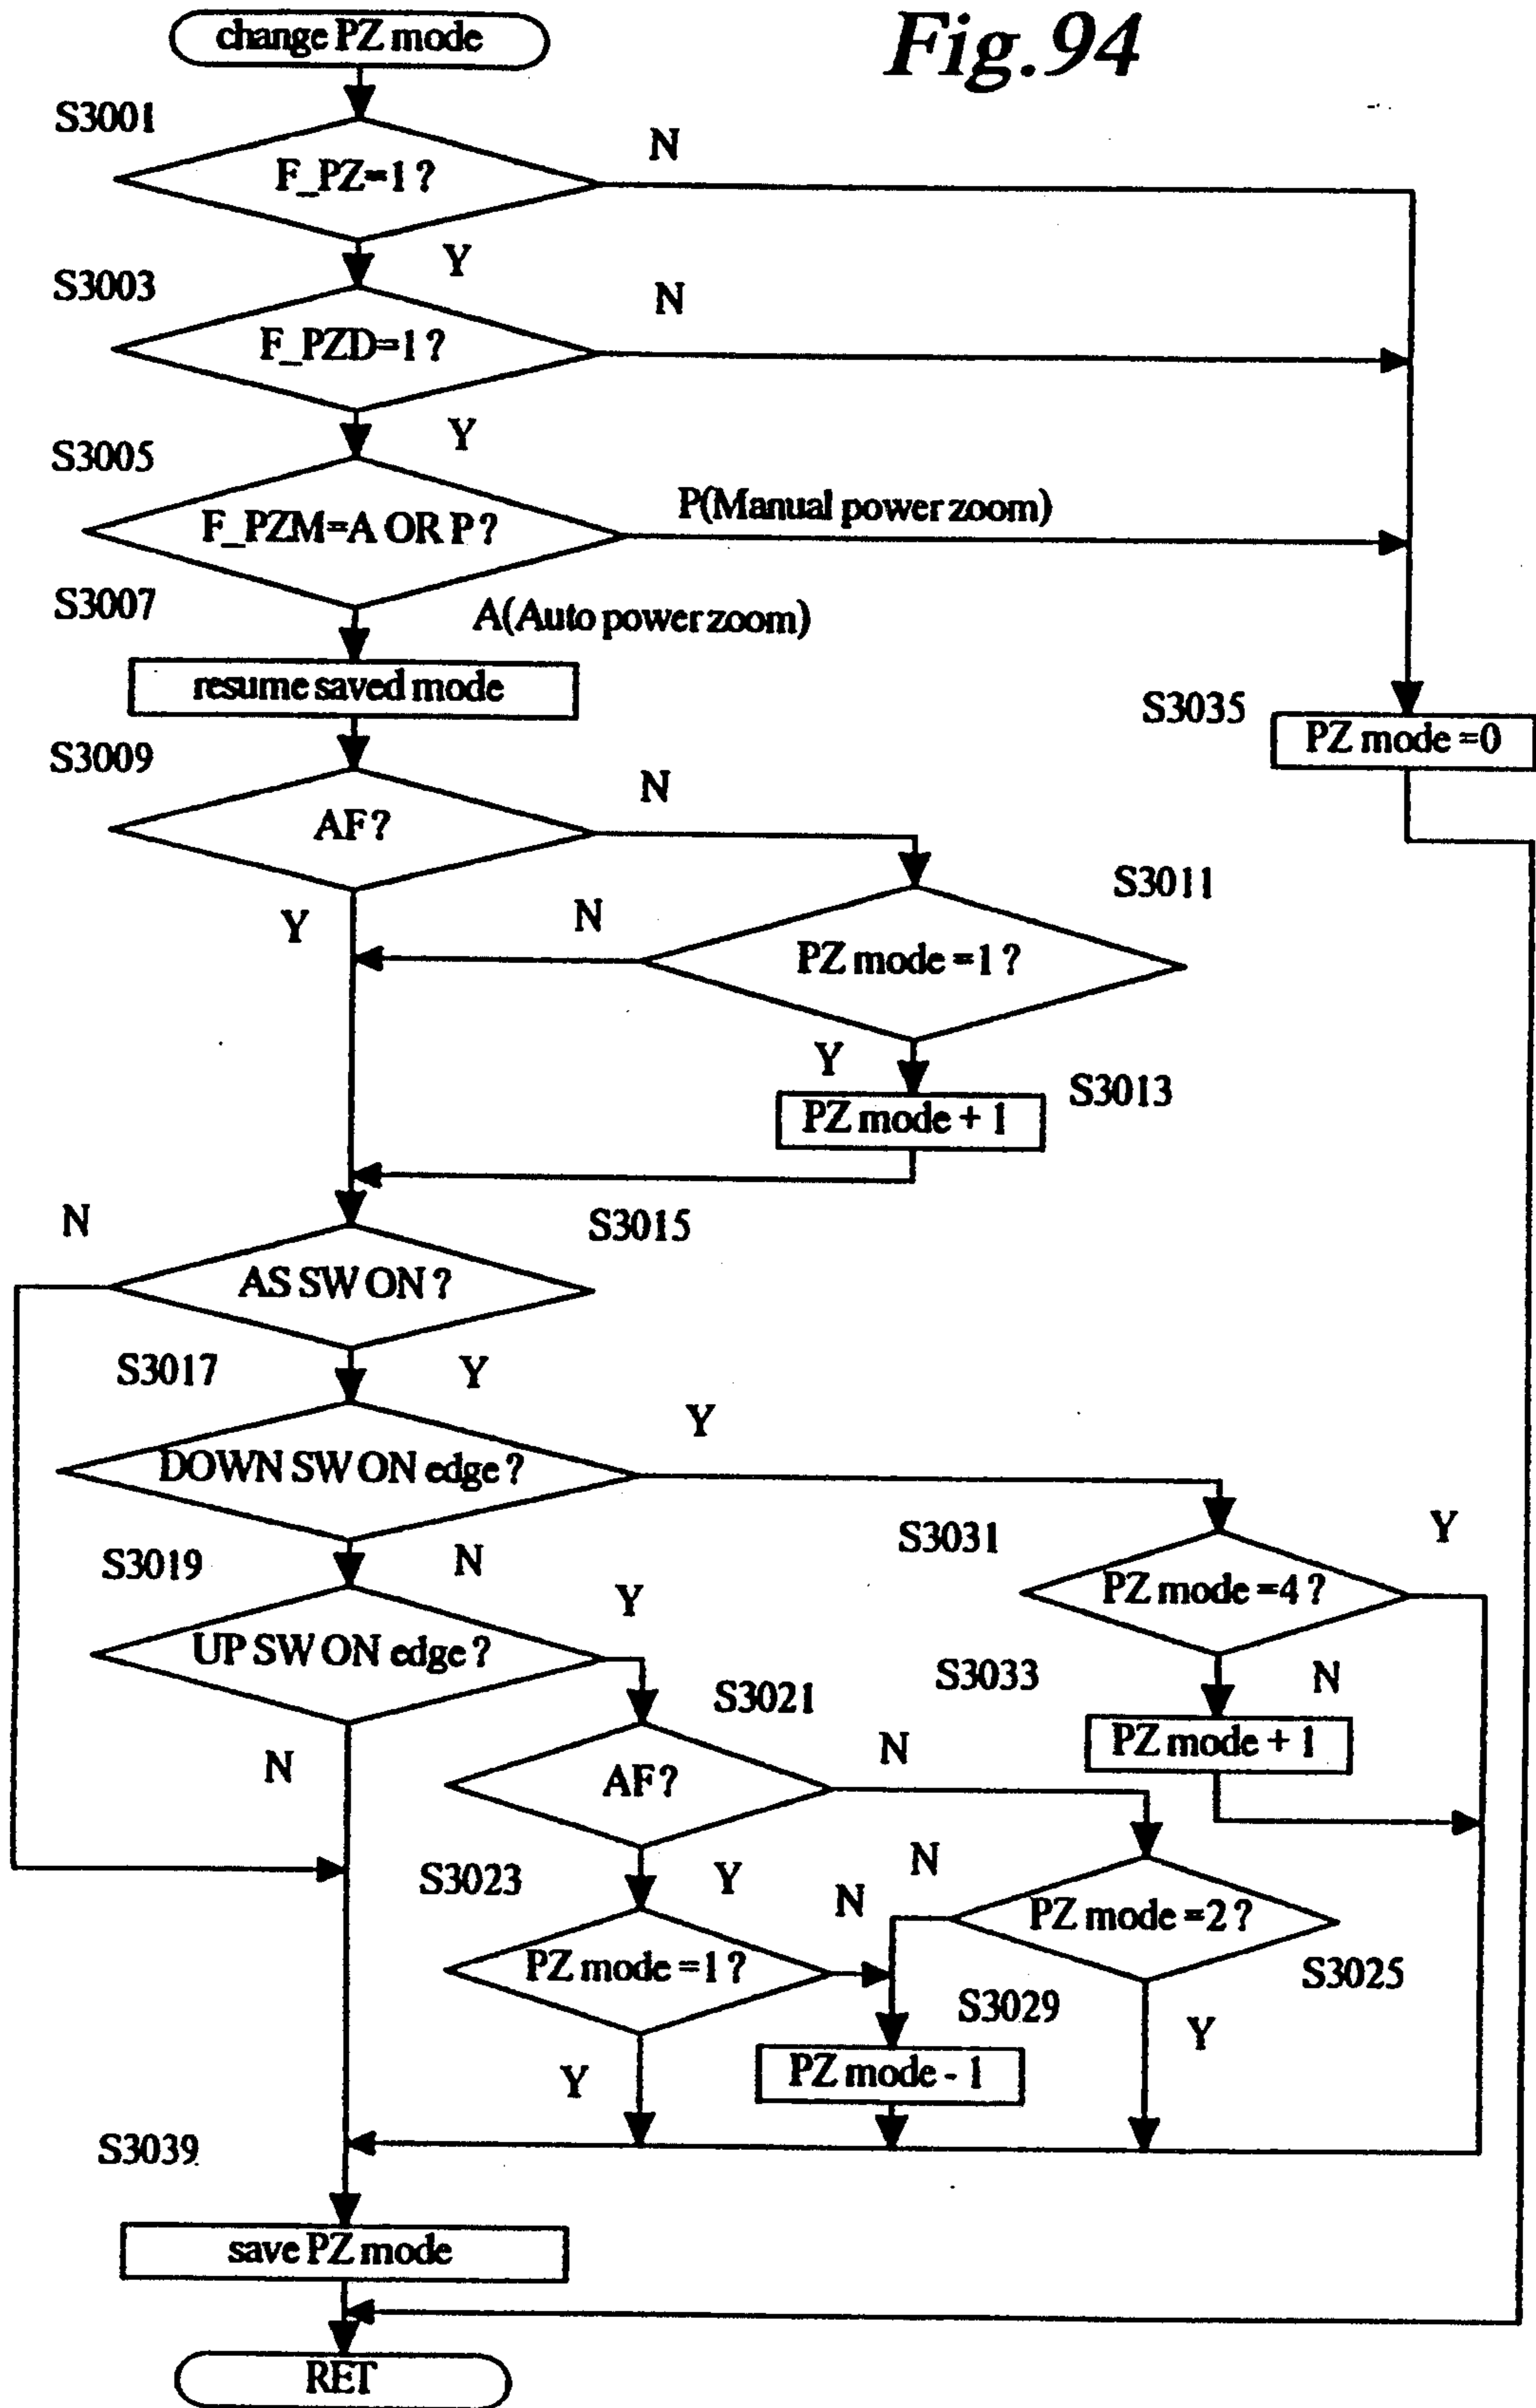 Fig.94
change PZ mode
S3001
F_PZ=1?
N
Y
S3003
F_PZD=1?
N
Y
S3005
F_PZM=A OR P?
P(Manual power zoom)
A(Auto power zoom)
S3007
resume saved mode
S3035
PZ mode =0
S3009
AF?
N
Y
S3011
PZ mode =1?
N
Y
S3013
PZ mode + 1
S3015
AS SW ON?
N
Y
S3017
DOWN SW ON edge?
Y
N
S3031
PZ mode =4?
Y
N
S3033
PZ mode + 1
S3019
UP SW ON edge?
Y
N
S3021
AF?
N
Y
S3023
PZ mode =1?
N
Y
S3025
PZ mode =2?
N
Y
S3029
PZ mode - 1
S3039
save PZ mode
RET